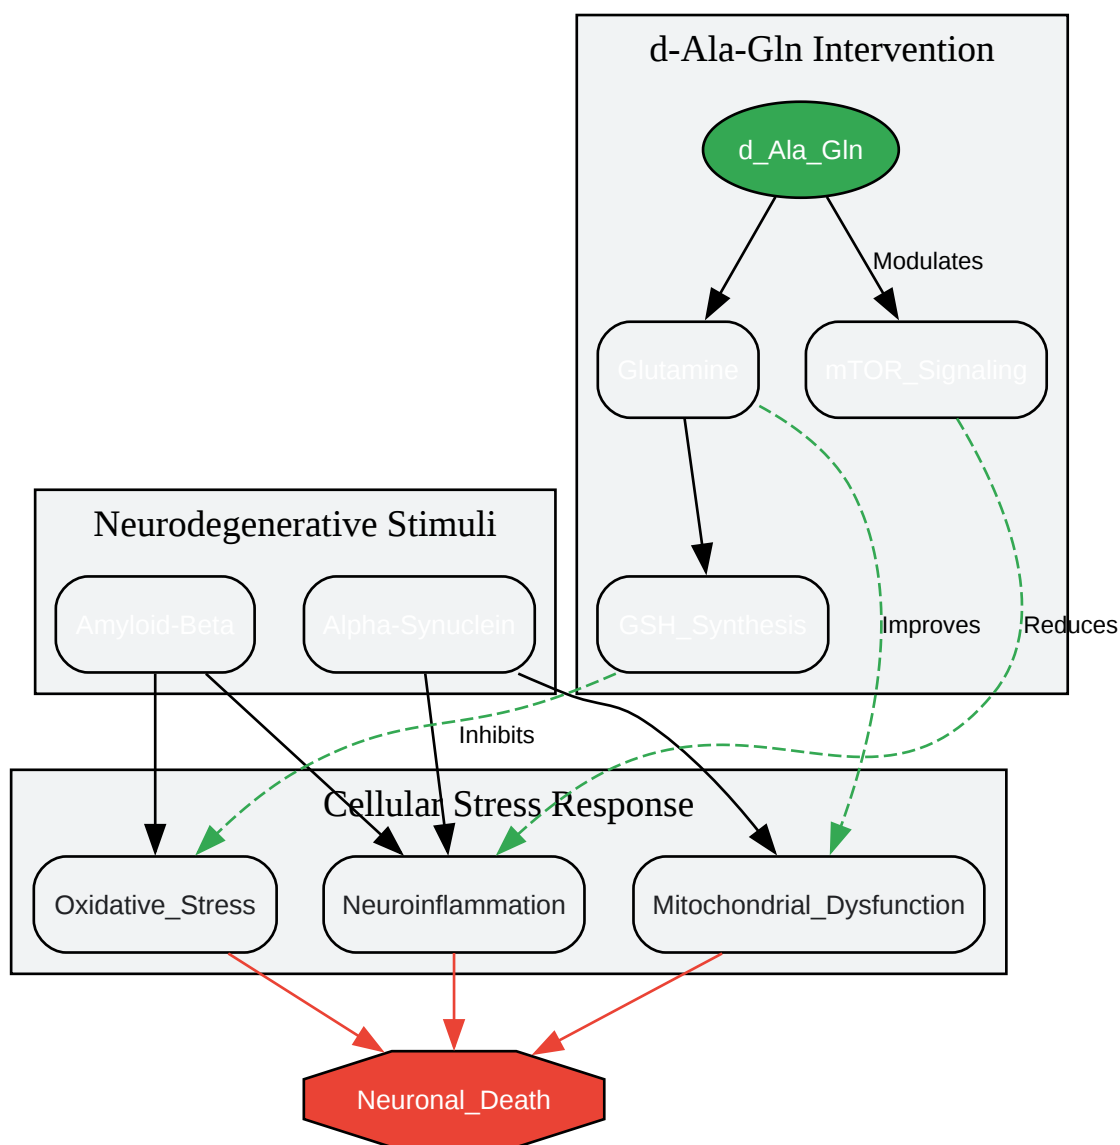 d-Ala-Gln Intervention
d_Ala_Gln
Modulates
Glutamine
mTOR_Signaling
Neurodegenerative Stimuli
Amyloid-Beta
Alpha-Synuclein
GSH_Synthesis
Improves
Reduces
Inhibits
Cellular Stress Response
Oxidative_Stress
Neuroinflammation
Mitochondrial_Dysfunction
Neuronal_Death